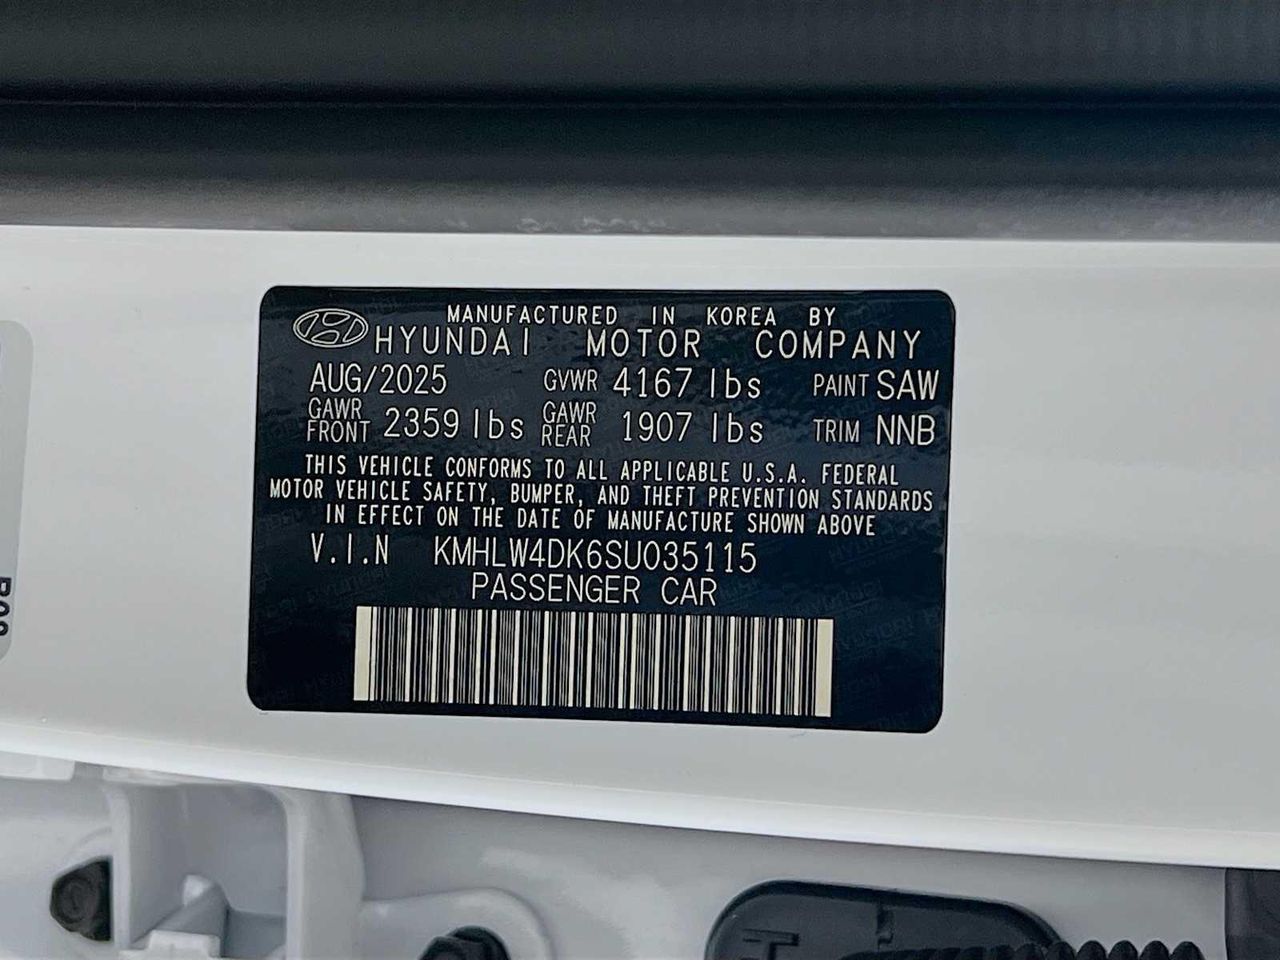 MANUFACTURED IN KOREA BY
HYUNDAI MOTOR COMPANY
AUG/2025 GVWR 4167 lbs PAINT SAW
GAWR FRONT 2359 lbs GAWR REAR 1907 lbs TRIM NNB
THIS VEHICLE CONFORMS TO ALL APPLICABLE U.S.A. FEDERAL
MOTOR VEHICLE SAFETY, BUMPER, AND THEFT PREVENTION STANDARDS
IN EFFECT ON THE DATE OF MANUFACTURE SHOWN ABOVE
V.I.N KMHLW4DK6SU035115
PASSENGER CAR